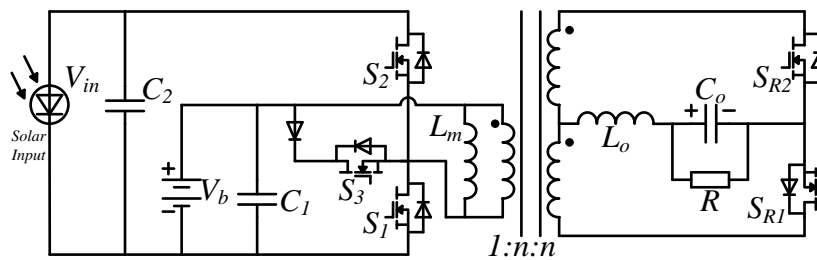 V_in
Solar
Input
C_2
+
−
V_b
C_1
S_2
S_3
S_1
L_m
1:n:n
L_o
C_o
+
−
R
S_R2
S_R1